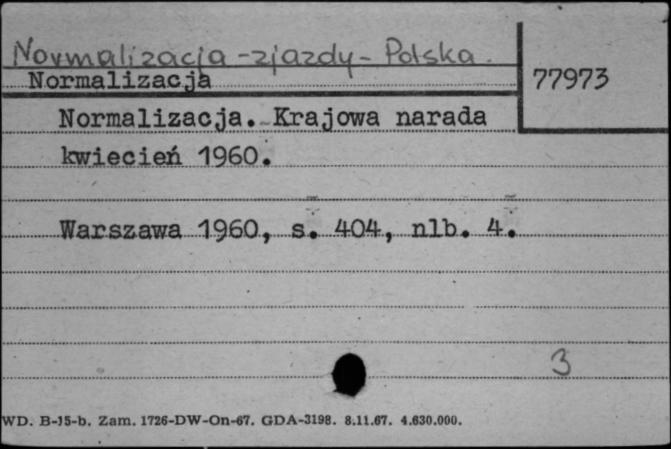 Normalizacja - zjazdy - Polska.
Normalizacja
77973
Normalizacja. Krajowa narada
kwiecień 1960.
Warszawa 1960, s. 404, nlb. 4.
3
WD. B-15-b. Zam. 1726-DW-On-67. GDA-3198. 8.11.67. 4.630.000.